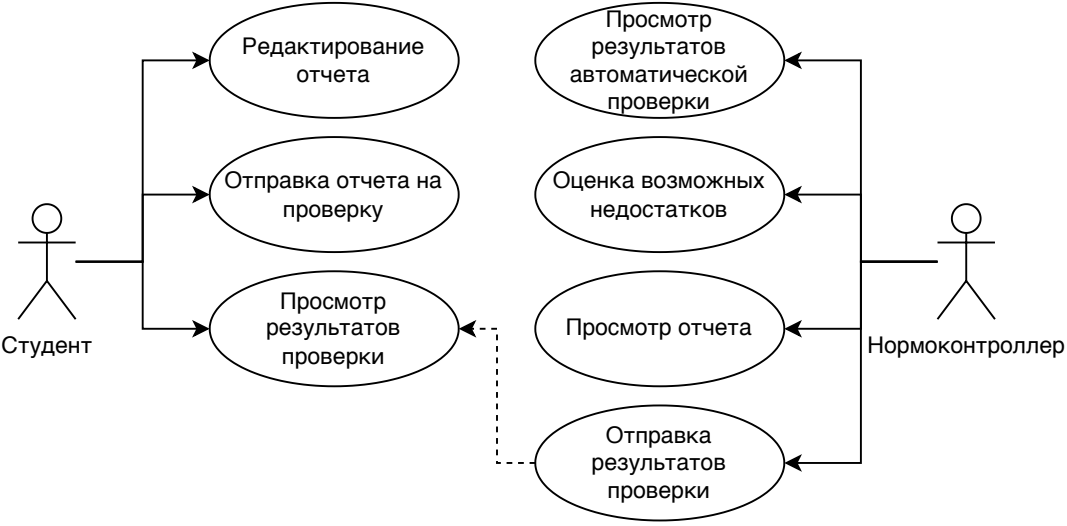 Редактирование
отчета
Просмотр
результатов
автоматической
проверки
Отправка отчета на
проверку
Оценка возможных
недостатков
Просмотр
результатов
проверки
Просмотр отчета
Студент
Нормоконтроллер
Отправка
результатов
проверки